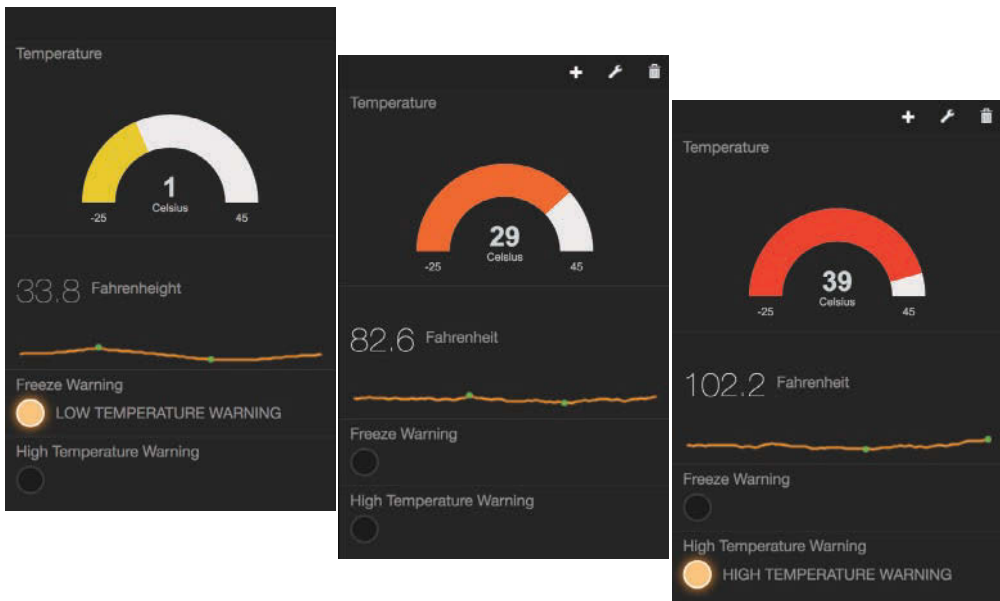 Temperature
1
Celsius
-25
45
33.8 Fahrenheight
Freeze Warning
LOW TEMPERATURE WARNING
High Temperature Warning
Temperature
29
Celsius
-25
45
82.6 Fahrenheit
Freeze Warning
High Temperature Warning
Temperature
39
Celsius
-25
45
102.2 Fahrenheit
Freeze Warning
High Temperature Warning
HIGH TEMPERATURE WARNING